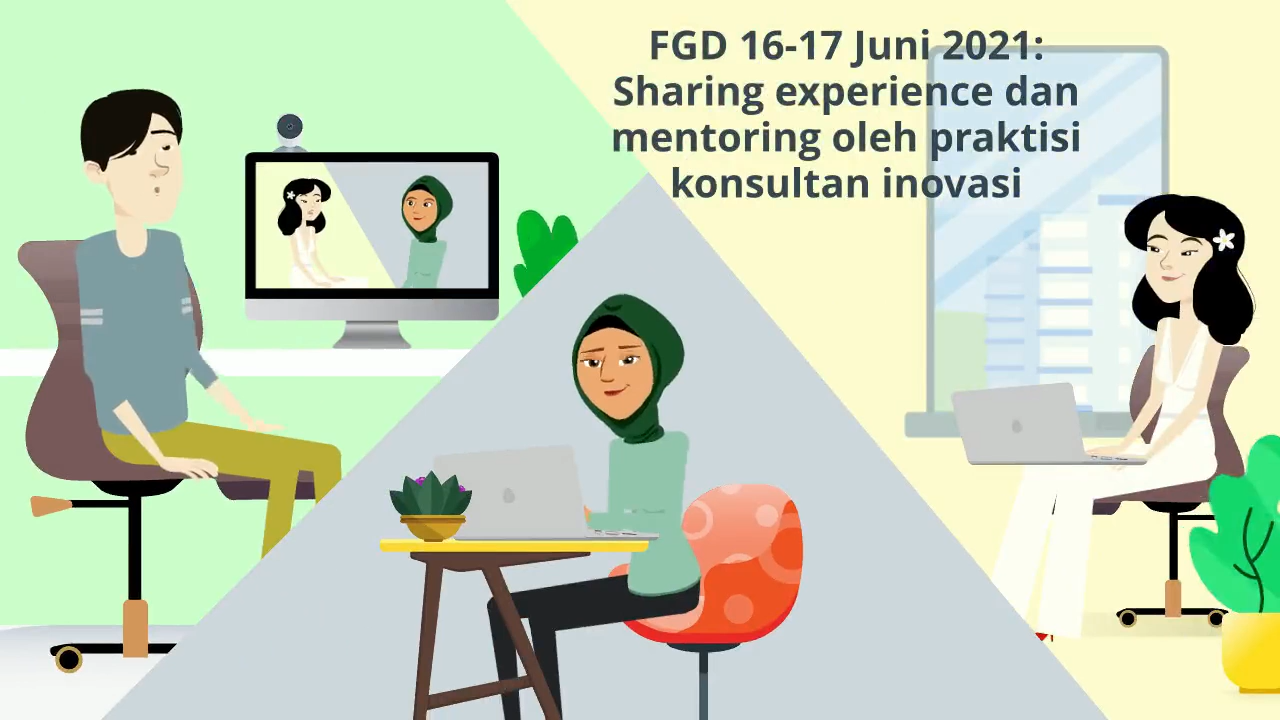 FGD 16-17 Juni 2021:
Sharing experience dan
mentoring oleh praktisi
konsultan inovasi